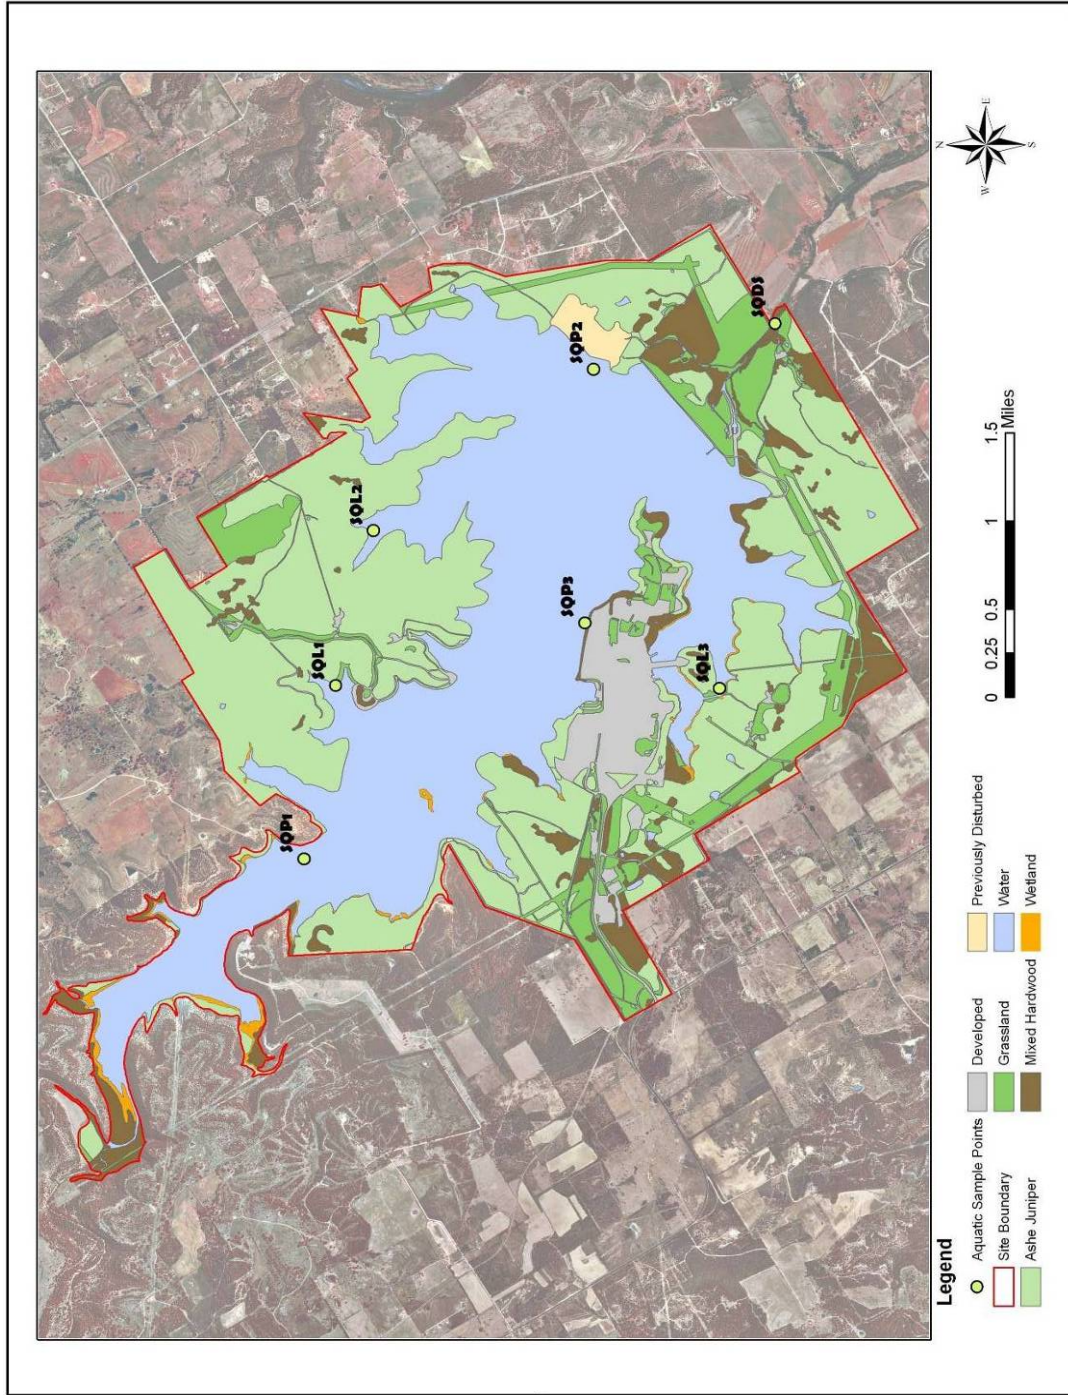 SQP1
SQL1
SQL2
SQP2
SQP3
SQL3
SQDS
N
W
E
S
0 0.25 0.5 1 1.5
Miles
Legend
Aquatic Sample Points
Site Boundary
Ashe Juniper
Developed
Grassland
Mixed Hardwood
Previously Disturbed
Water
Wetland